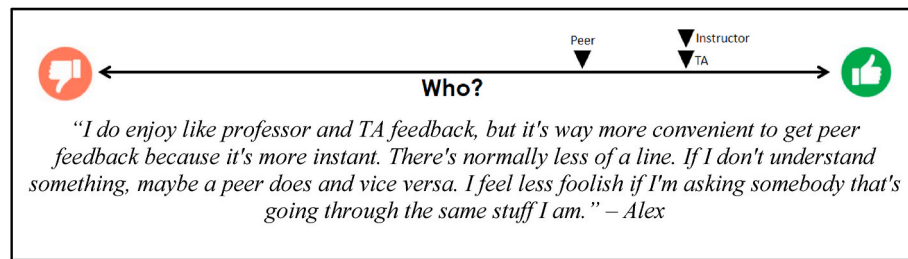 Peer
Instructor
TA
Who?
“I do enjoy like professor and TA feedback, but it's way more convenient to get peer
feedback because it's more instant. There's normally less of a line. If I don't understand
something, maybe a peer does and vice versa. I feel less foolish if I'm asking somebody that's
going through the same stuff I am.” – Alex